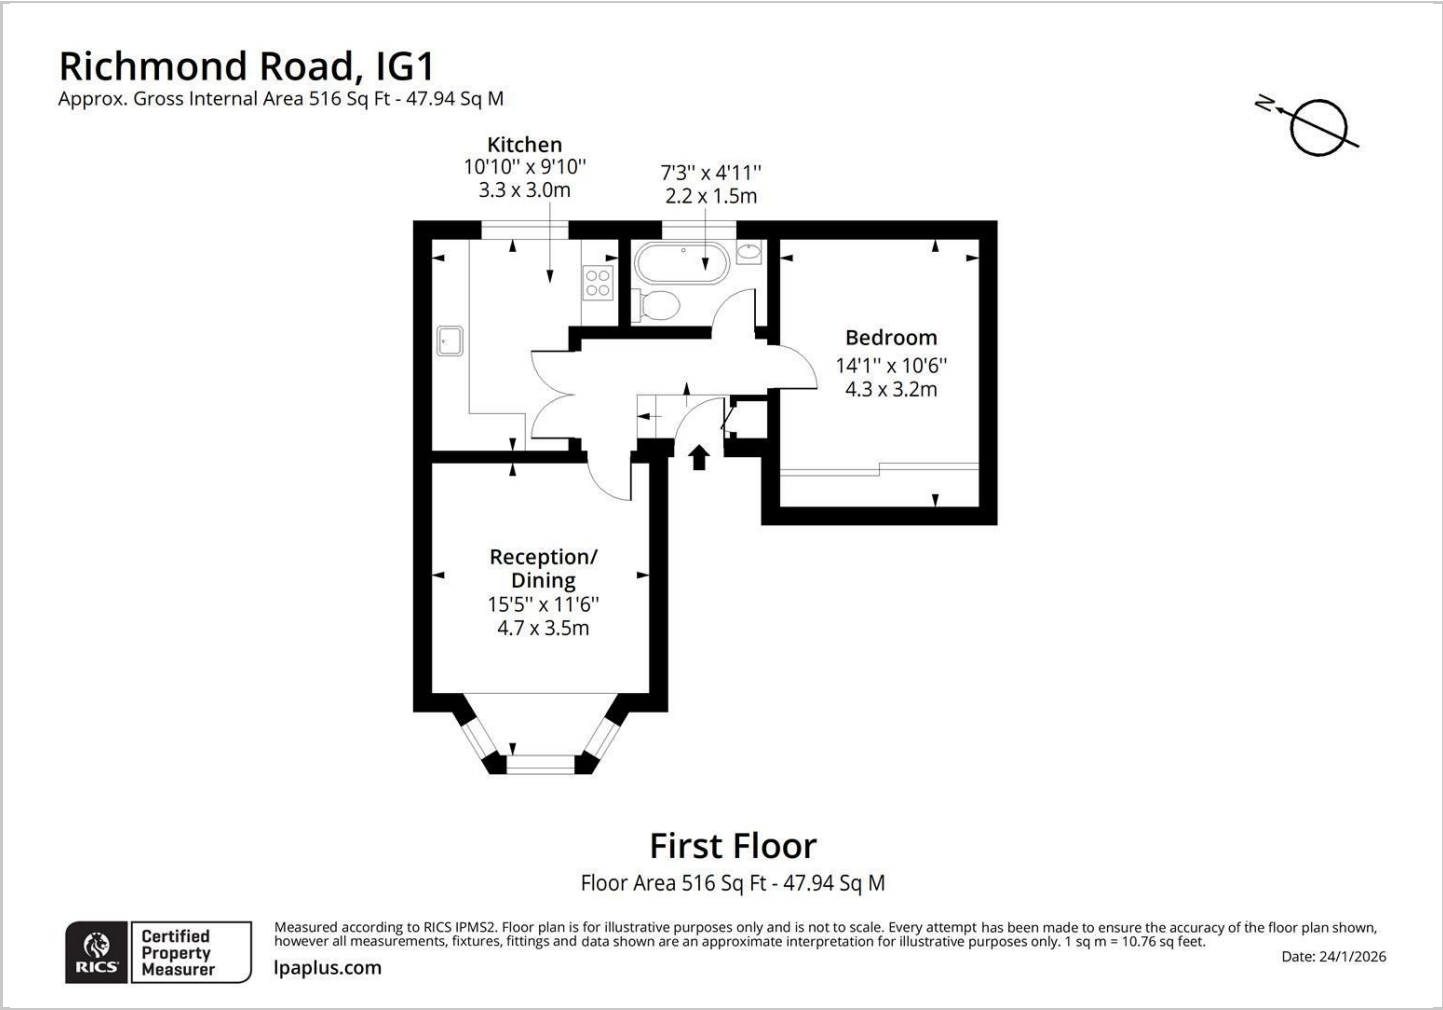 Richmond Road, IG1
Approx. Gross Internal Area 516 Sq Ft - 47.94 Sq M
N
Kitchen
10'10'' x 9'10''
3.3 x 3.0m
7'3'' x 4'11''
2.2 x 1.5m
Bedroom
14'1'' x 10'6''
4.3 x 3.2m
Reception/
Dining
15'5'' x 11'6''
4.7 x 3.5m
First Floor
Floor Area 516 Sq Ft - 47.94 Sq M
RICS
Certified
Property
Measurer
Measured according to RICS IPMS2. Floor plan is for illustrative purposes only and is not to scale. Every attempt has been made to ensure the accuracy of the floor plan shown,
however all measurements, fixtures, fittings and data shown are an approximate interpretation for illustrative purposes only. 1 sq m = 10.76 sq feet.
lpaplus.com
Date: 24/1/2026